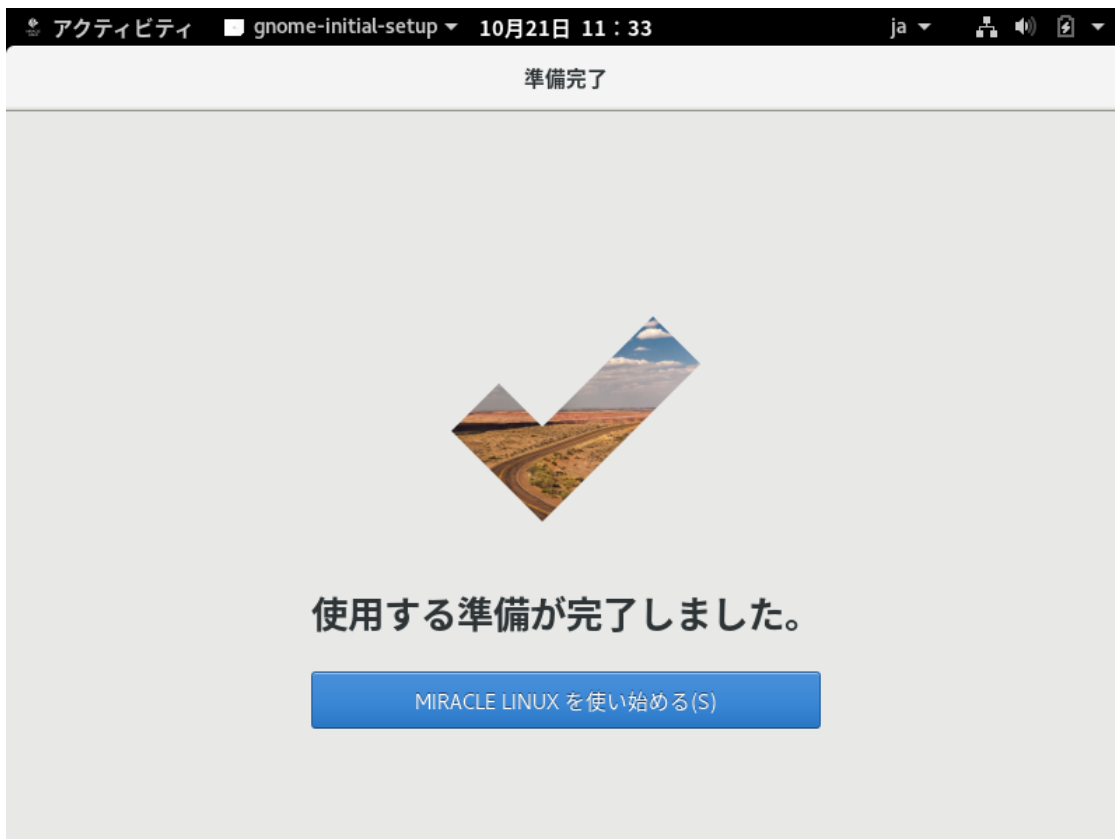 アクティビティ gnome-initial-setup 10月21日 11：33 ja
準備完了
使用する準備が完了しました。
MIRACLE LINUX を使い始める(S)